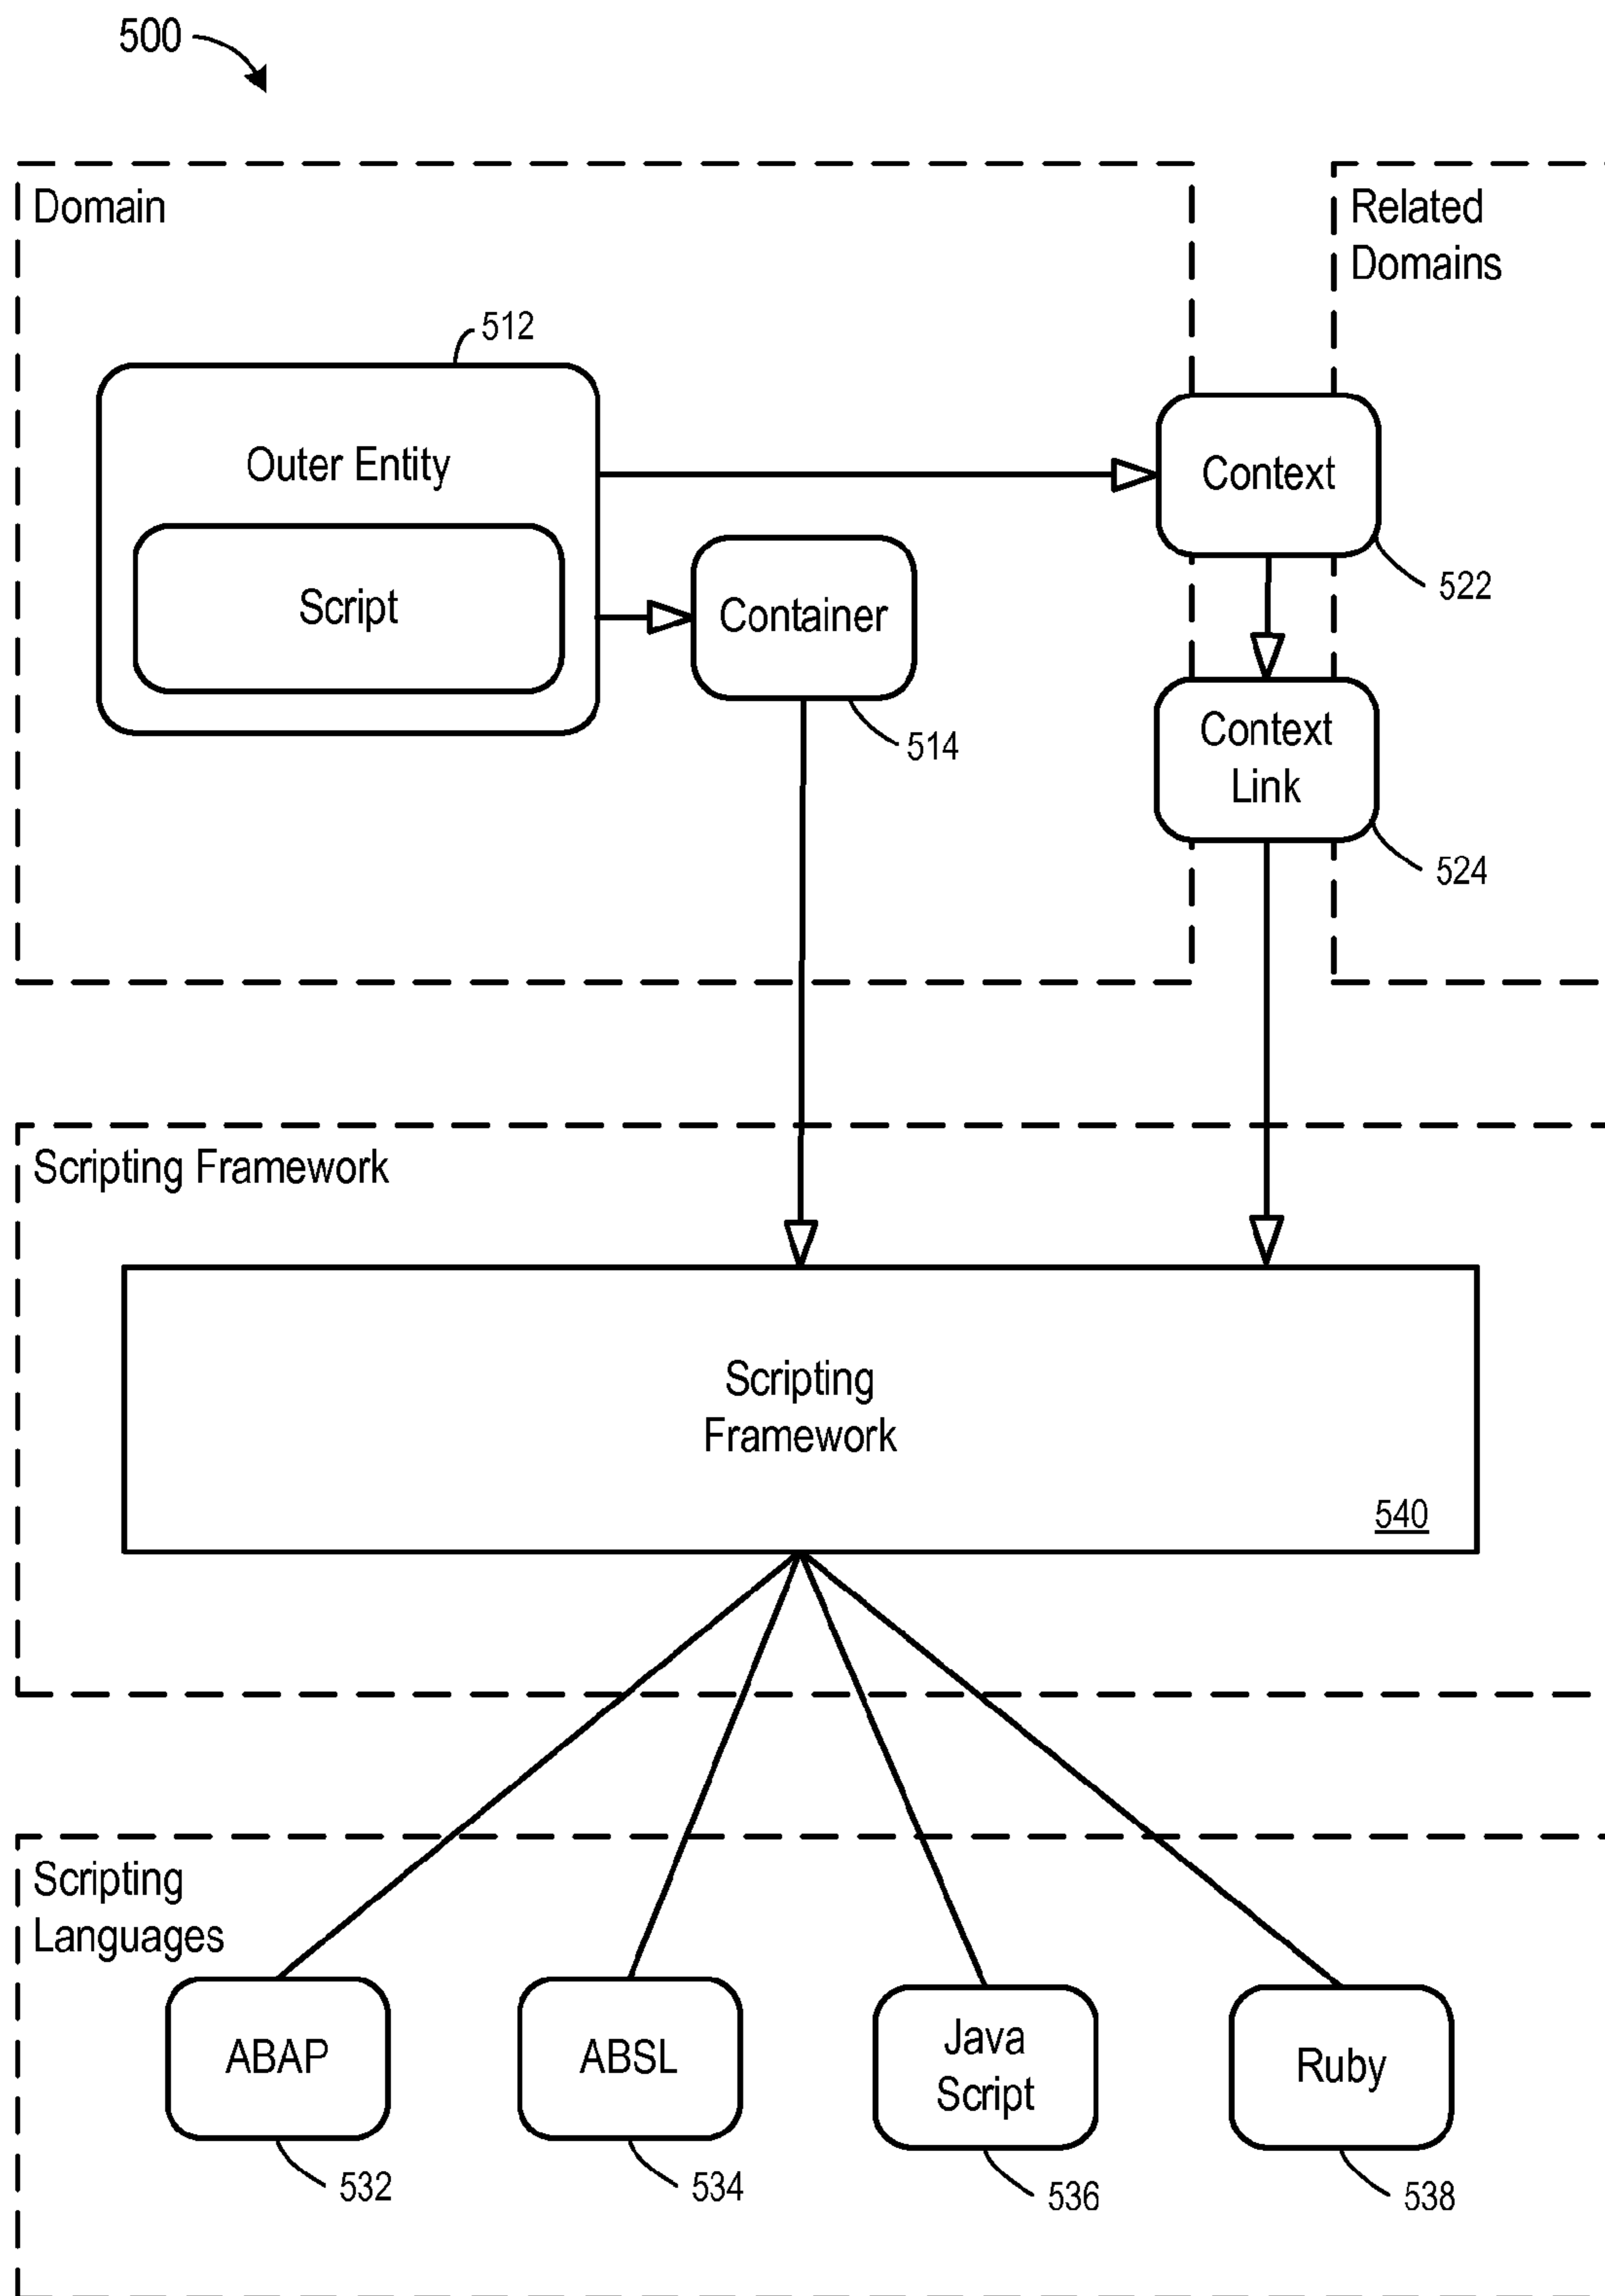 500
Domain
Related
Domains
512
Outer Entity
Context
522
Script
Container
514
Context
Link
524
Scripting Framework
Scripting
Framework
540
Scripting
Languages
ABAP
ABSL
Java
Script
Ruby
532
534
536
538